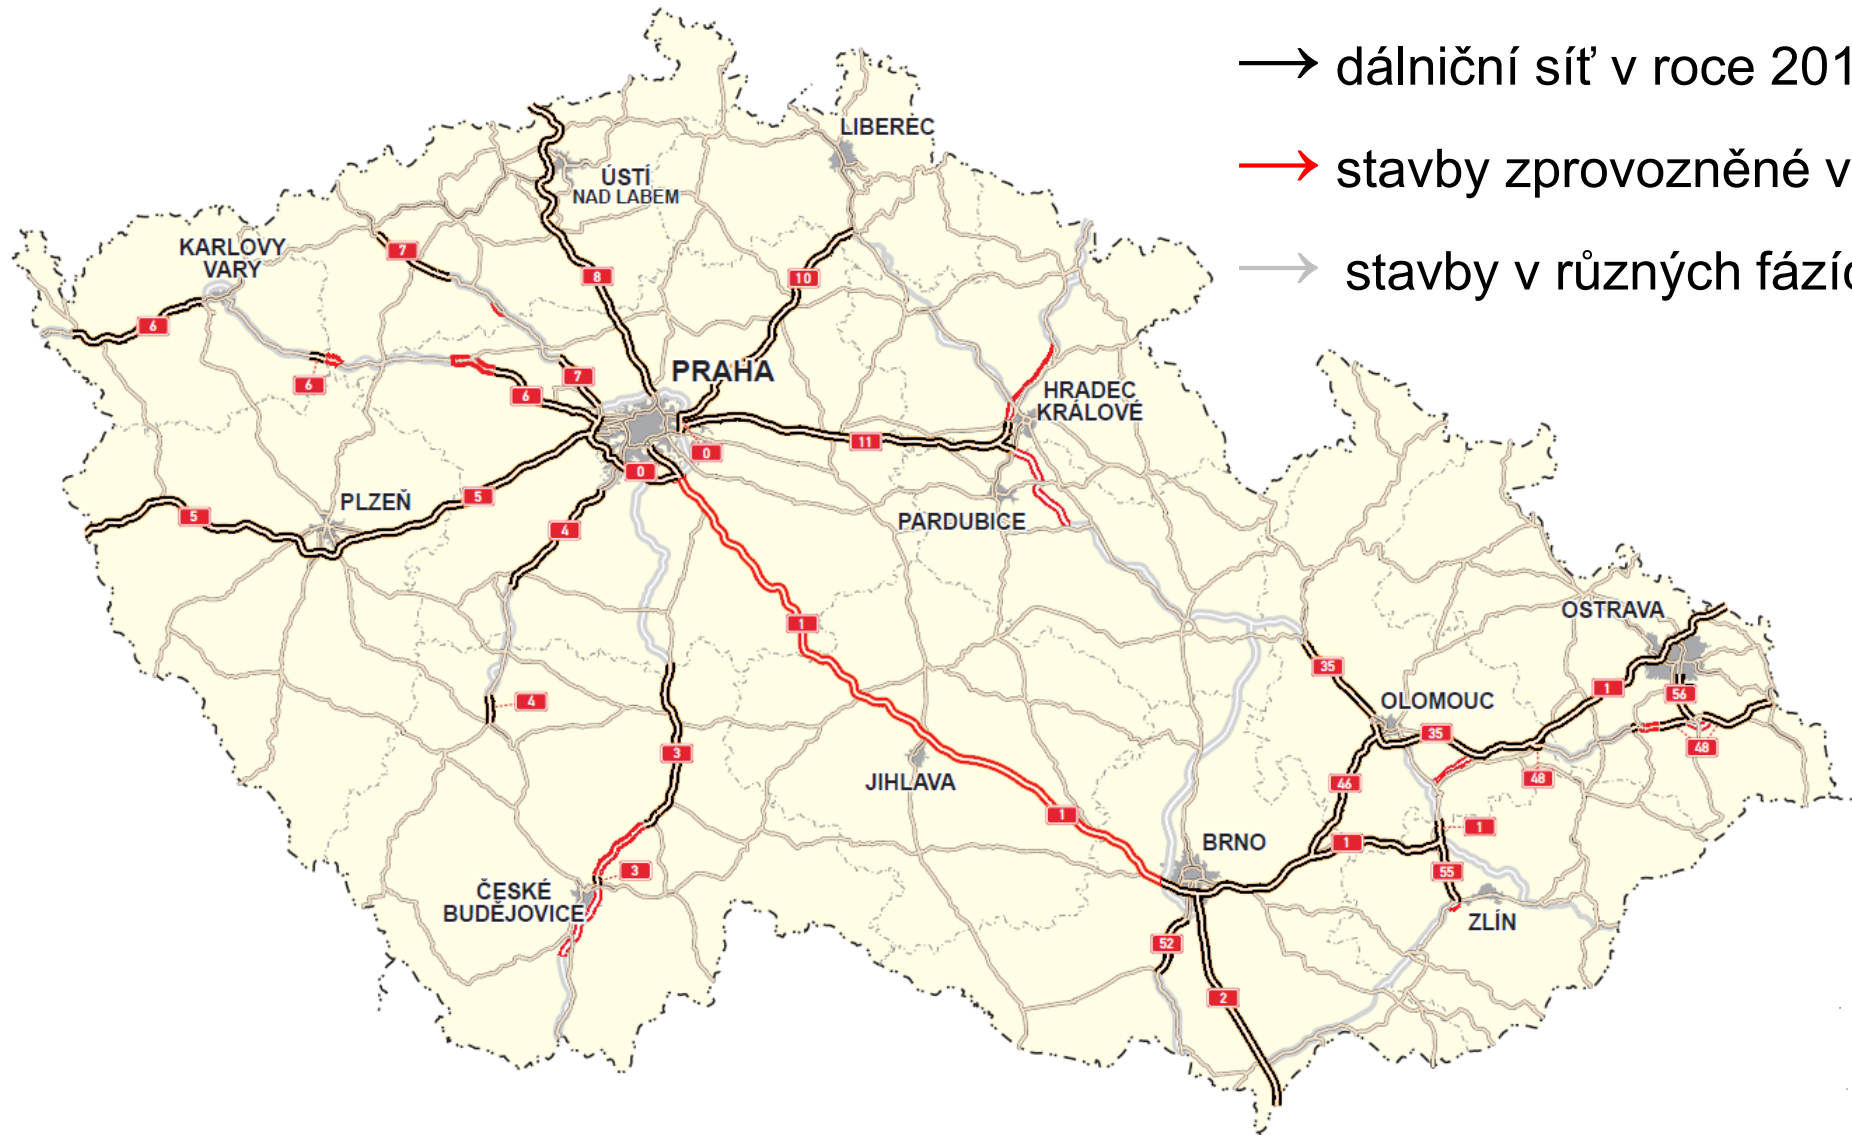 dálniční síť v roce 201
stavby zprovozněné v
stavby v různých
LIBEREC
ÚSTÍ
NAD LABEM
KARLOVY
VARY
7
8
10
6
6
7
6
PRAHA
HRADEC
KRÁLOVÉ
11
0
0
PLZEŇ
5
5
4
PARDUBICE
1
OSTRAVA
35
1
56
4
OLOMOUC
35
48
3
JIHLAVA
46
48
1
BRNO
1
1
3
55
ČESKÉ
BUDĚJOVICE
ZLÍN
52
2